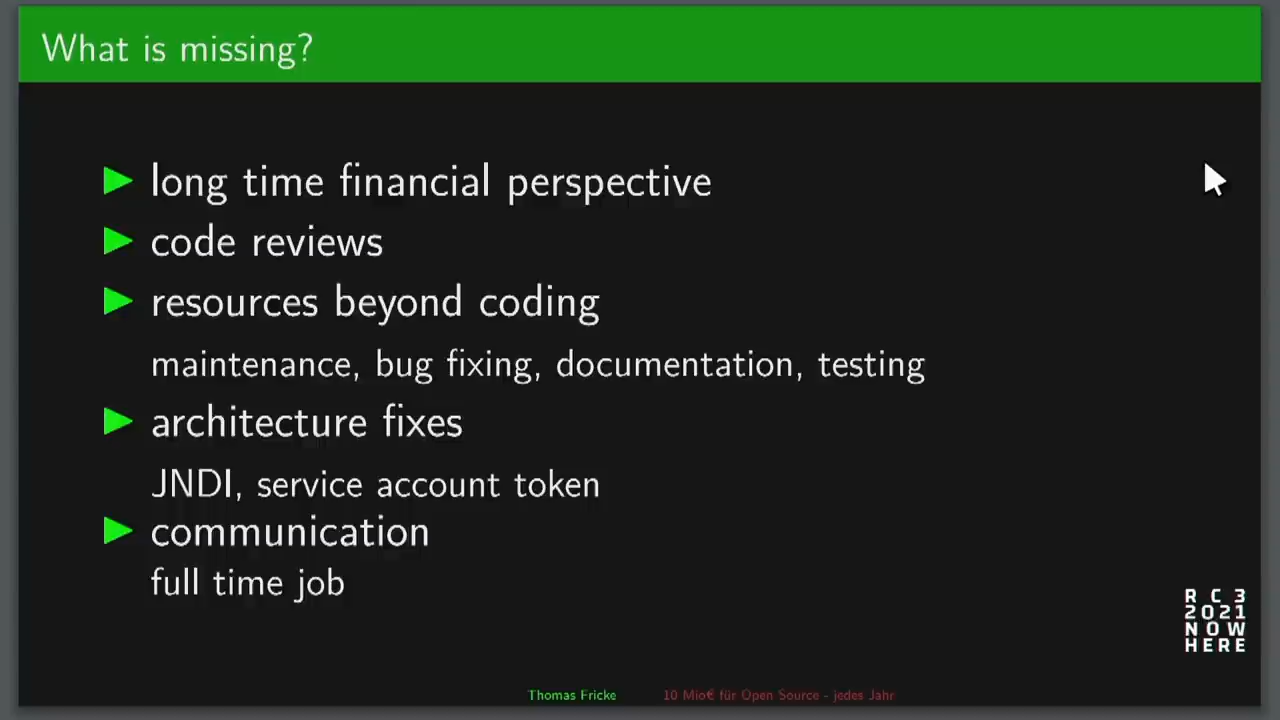 What is missing?
long time financial perspective
code reviews
resources beyond coding
maintenance, bug fixing, documentation, testing
architecture fixes
JNDI, service account token
communication
full time job
R C 3
2021
NOW
HERE
Thomas Fricke 10 Mio€ für Open Source - jedes Jahr